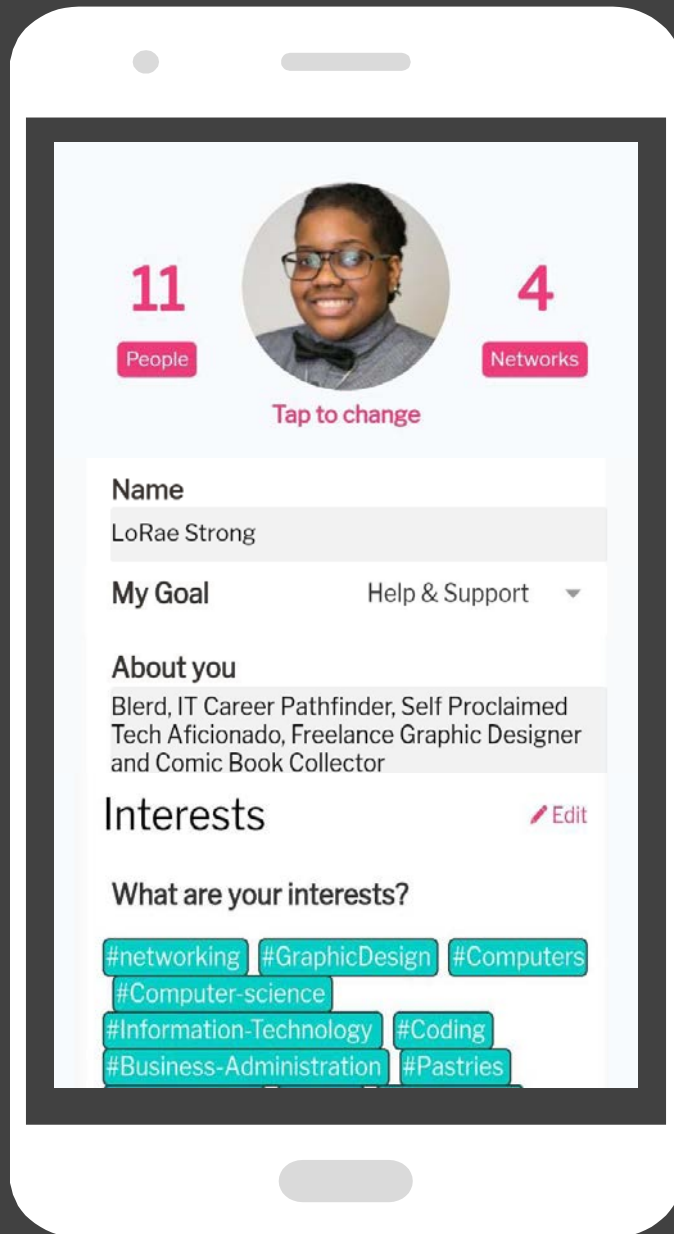 11
People
4
Networks
Tap to change
Name
LoRae Strong
My Goal Help & Support
About you
Blerd, IT Career Pathfinder, Self Proclaimed
Tech Aficionado, Freelance Graphic Designer
and Comic Book Collector
Interests Edit
What are your interests?
#networking #GraphicDesign #Computers
#Computer-science
#Information-Technology #Coding
#Business-Administration #Pastries